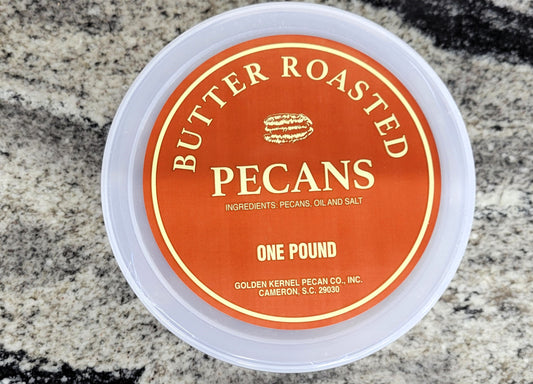 BUTTER ROASTED
PECANS
INGREDIENTS: PECANS, OIL AND SALT
ONE POUND
GOLDEN KERNEL PECAN CO., INC.
CAMERON, S.C. 29030